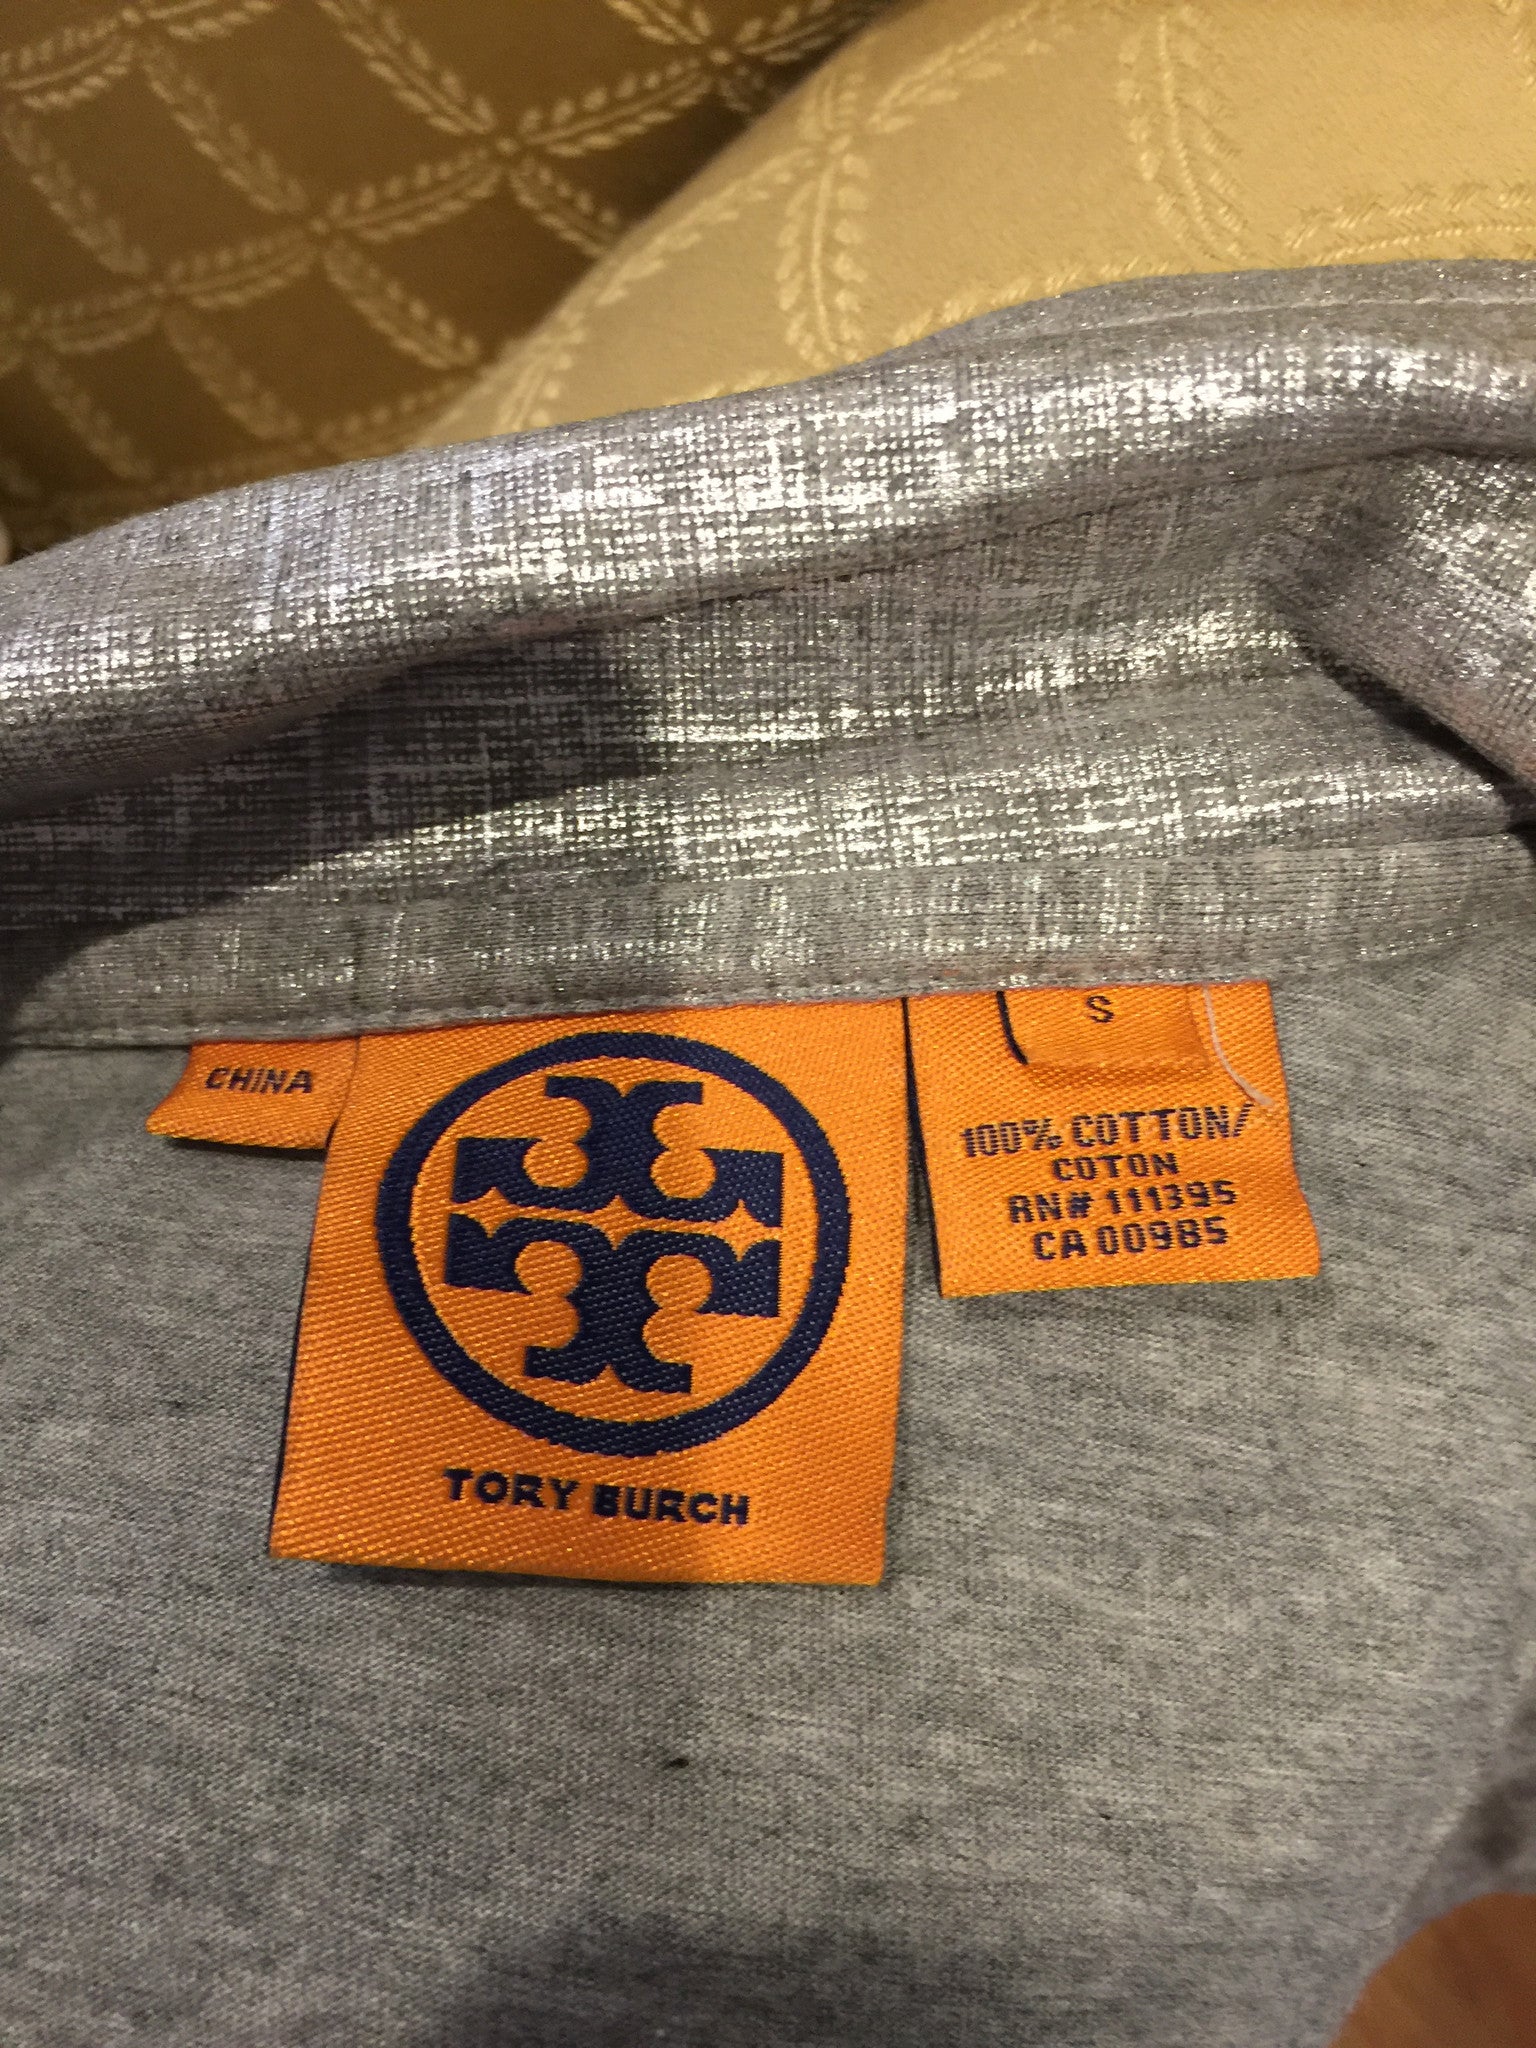 CHINA
TORY BURCH
S
100% COTTON/
COTON
RN# 111395
CA 00985